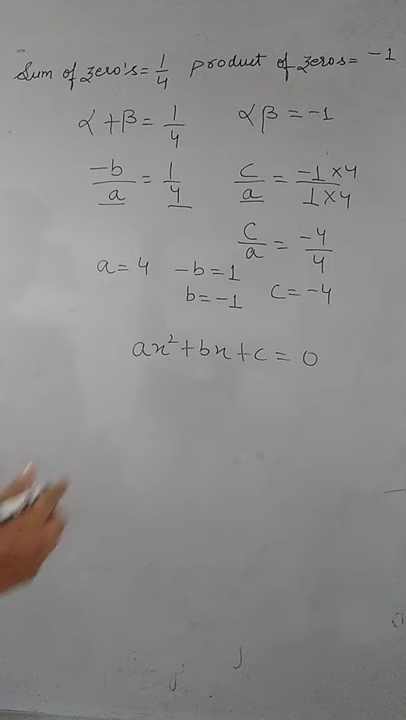 Sum of zero's = 1/4 product of zeros = -1
α + β = 1/4 αβ = -1
-b/a = 1/4 c/a = -1×4/1×4
c/a = -4/4
a = 4 -b = 1
b = -1 c = -4
ax² + bx + c = 0